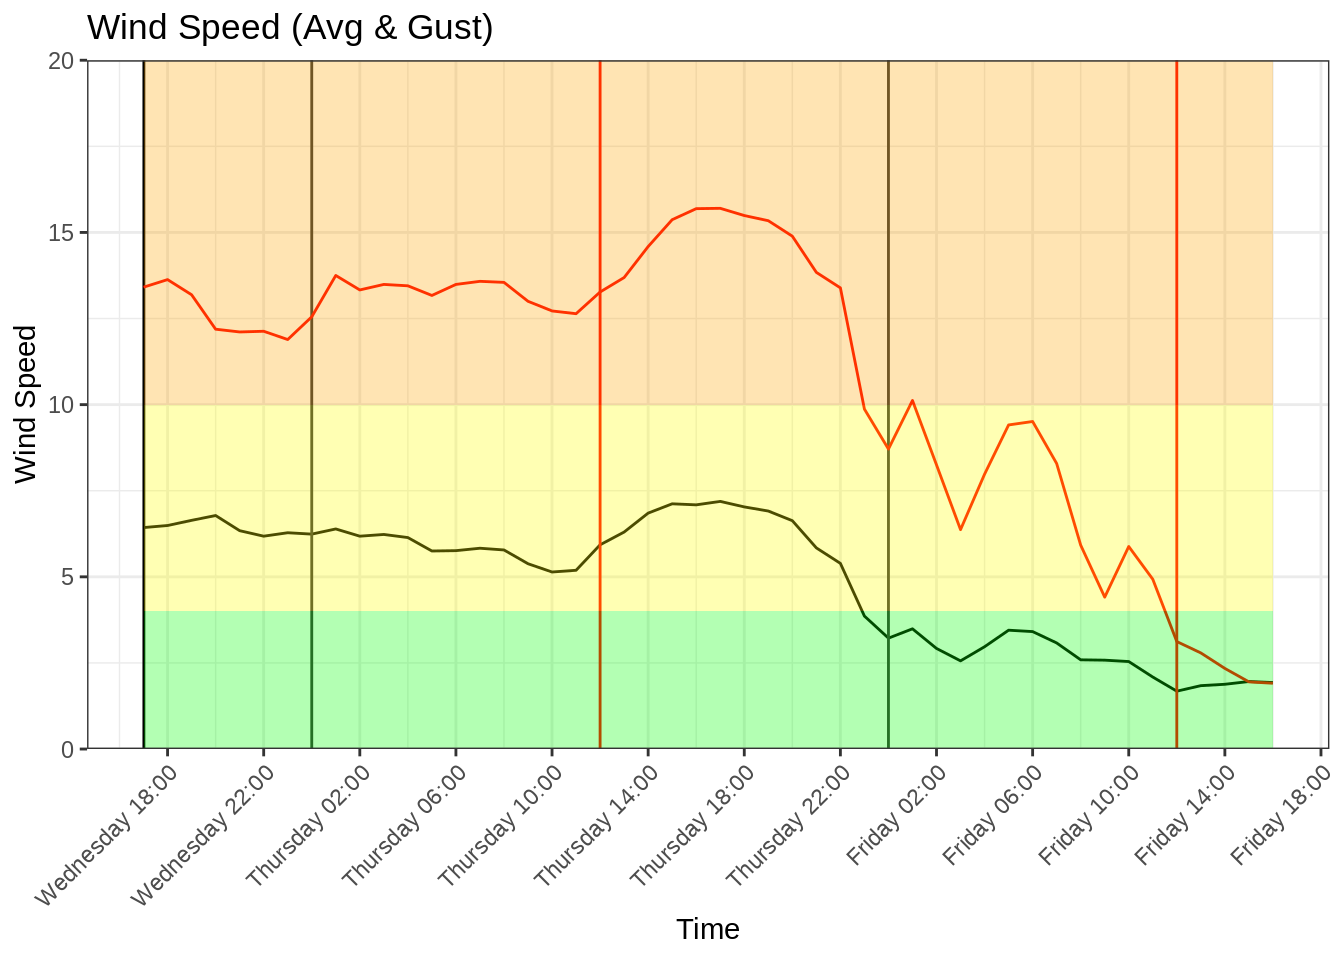 Wind Speed (Avg & Gust)
20
15
10
5
0
Wind Speed
Wednesday 18:00
Wednesday 22:00
Thursday 02:00
Thursday 06:00
Thursday 10:00
Thursday 14:00
Thursday 18:00
Thursday 22:00
Friday 02:00
Friday 06:00
Friday 10:00
Friday 14:00
Friday 18:00
Time